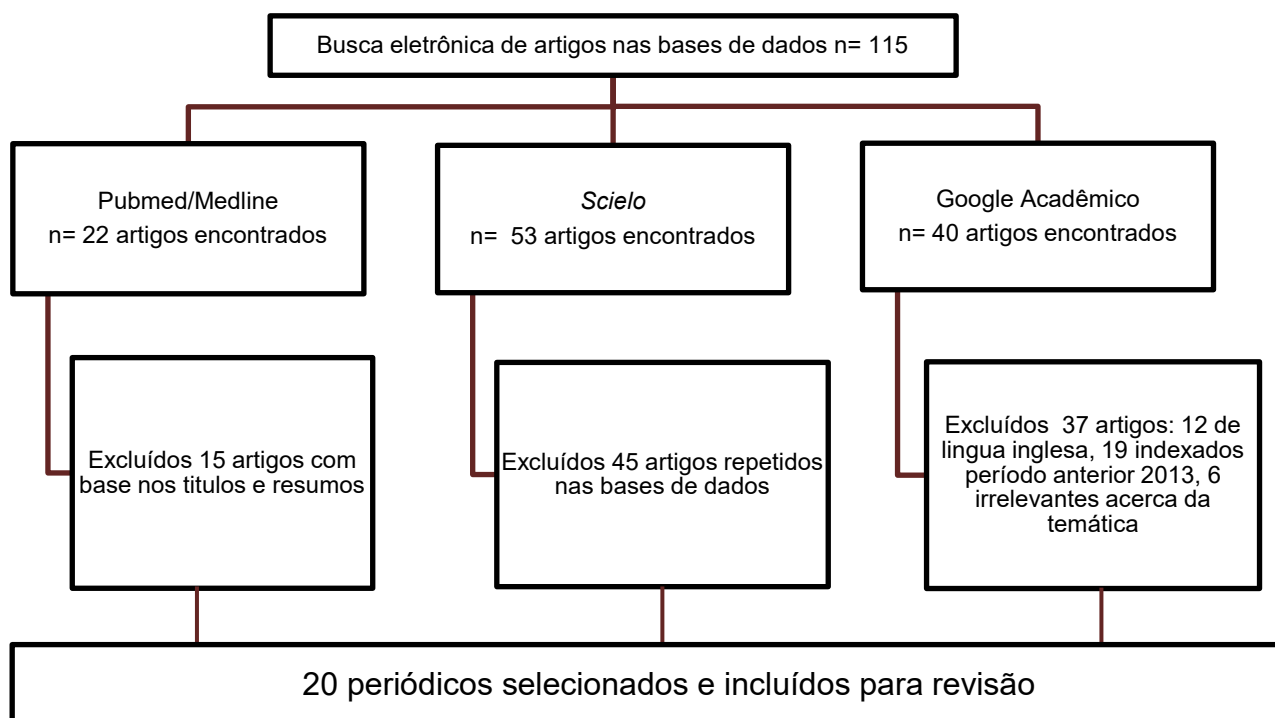 Busca eletrônica de artigos nas bases de dados n= 115
Pubmed/Medline
n= 22 artigos encontrados
Scielo
n=  53 artigos encontrados
Google Acadêmico
n= 40 artigos encontrados
Excluídos 15 artigos com
base nos titulos e resumos
Excluídos 45 artigos repetidos
nas bases de dados
Excluídos  37 artigos: 12 de
lingua inglesa, 19 indexados
período anterior 2013, 6
irrelevantes acerca da
temática
20 periódicos selecionados e incluídos para revisão